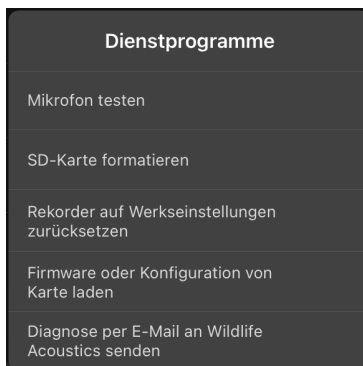 Dienstprogramme
Mikrofon testen
SD-Karte formatieren
Rekorder auf Werkseinstellungen
zurücksetzen
Firmware oder Konfiguration von
Karte laden
Diagnose per E-Mail an Wildlife
Acoustics senden